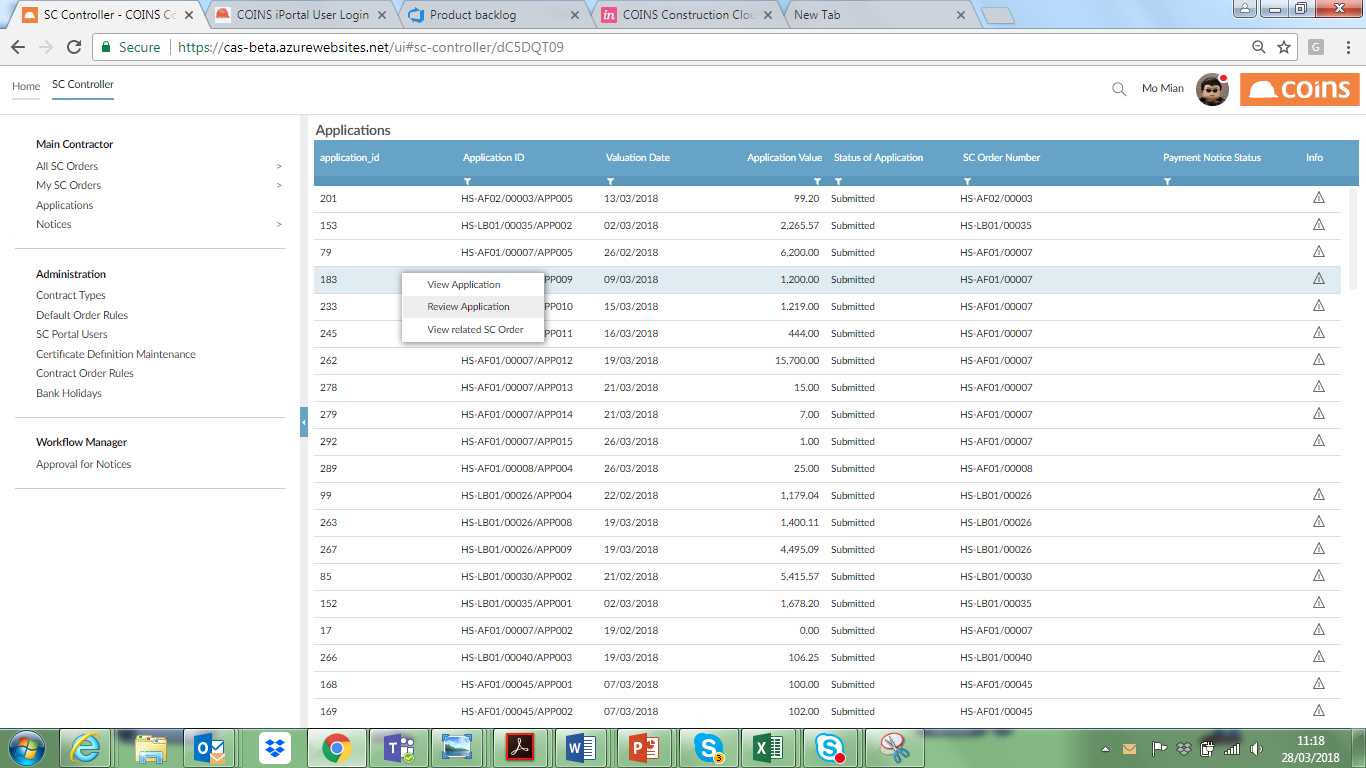 SC Controller - COINS Co
COINS iPortal User Login
Product backlog
COINS Construction Clou
New Tab
Secure
https://cas-beta.azurewebsites.net/ui#sc-controller/dC5DQT09
G
Home
SC Controller
Mo Mian
COINS
Main Contractor
All SC Orders >
My SC Orders >
Applications
Notices >
Administration
Contract Types
Default Order Rules
SC Portal Users
Certificate Definition Maintenance
Contract Order Rules
Bank Holidays
Workflow Manager
Approval for Notices
Applications
application_id Application ID Valuation Date Application Value Status of Application SC Order Number Payment Notice Status Info
201 HS-AF02/00003/APP005 13/03/2018 99.20 Submitted HS-AF02/00003
153 HS-LB01/00035/APP002 02/03/2018 2,265.57 Submitted HS-LB01/00035
79 HS-AF01/00007/APP005 26/02/2018 6,200.00 Submitted HS-AF01/00007
183 PP009 09/03/2018 1,200.00 Submitted HS-AF01/00007
233 PP010 15/03/2018 1,219.00 Submitted HS-AF01/00007
245 PP011 16/03/2018 444.00 Submitted HS-AF01/00007
View Application
Review Application
View related SC Order
262 HS-AF01/00007/APP012 19/03/2018 15,700.00 Submitted HS-AF01/00007
278 HS-AF01/00007/APP013 21/03/2018 15.00 Submitted HS-AF01/00007
279 HS-AF01/00007/APP014 21/03/2018 7.00 Submitted HS-AF01/00007
292 HS-AF01/00007/APP015 26/03/2018 1.00 Submitted HS-AF01/00007
289 HS-AF01/00008/APP004 26/03/2018 25.00 Submitted HS-AF01/00008
99 HS-LB01/00026/APP004 22/02/2018 1,179.04 Submitted HS-LB01/00026
263 HS-LB01/00026/APP008 19/03/2018 1,400.11 Submitted HS-LB01/00026
267 HS-LB01/00026/APP009 19/03/2018 4,495.09 Submitted HS-LB01/00026
85 HS-LB01/00030/APP002 21/02/2018 5,415.57 Submitted HS-LB01/00030
152 HS-LB01/00035/APP001 02/03/2018 1,678.20 Submitted HS-LB01/00035
17 HS-AF01/00007/APP002 19/02/2018 0.00 Submitted HS-AF01/00007
266 HS-LB01/00040/APP003 19/03/2018 106.25 Submitted HS-LB01/00040
168 HS-AF01/00045/APP001 07/03/2018 100.00 Submitted HS-AF01/00045
169 HS-AF01/00045/APP002 07/03/2018 102.00 Submitted HS-AF01/00045
11:18
28/03/2018